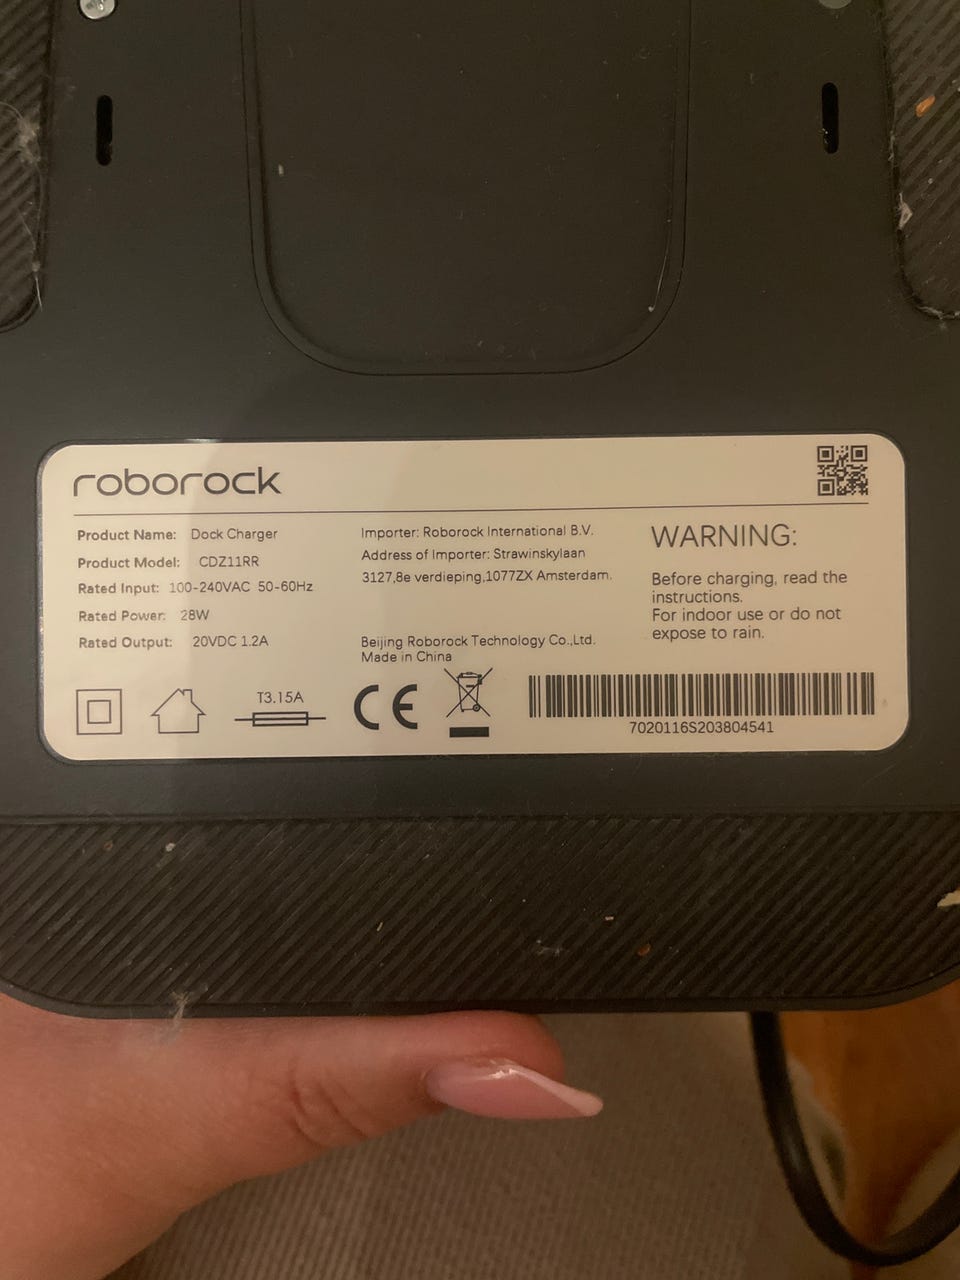 roborock
Product Name: Dock Charger
Product Model: CDZ11RR
Rated Input: 100-240VAC 50-60Hz
Rated Power: 28W
Rated Output: 20VDC 1.2A
Importer: Roborock International B.V.
Address of Importer: Strawinskylaan
3127,8e verdieping,1077ZX Amsterdam.
Beijing Roborock Technology Co.,Ltd.
Made in China
WARNING:
Before charging, read the
instructions.
For indoor use or do not
expose to rain.
T3.15A
CE
7020116S203804541